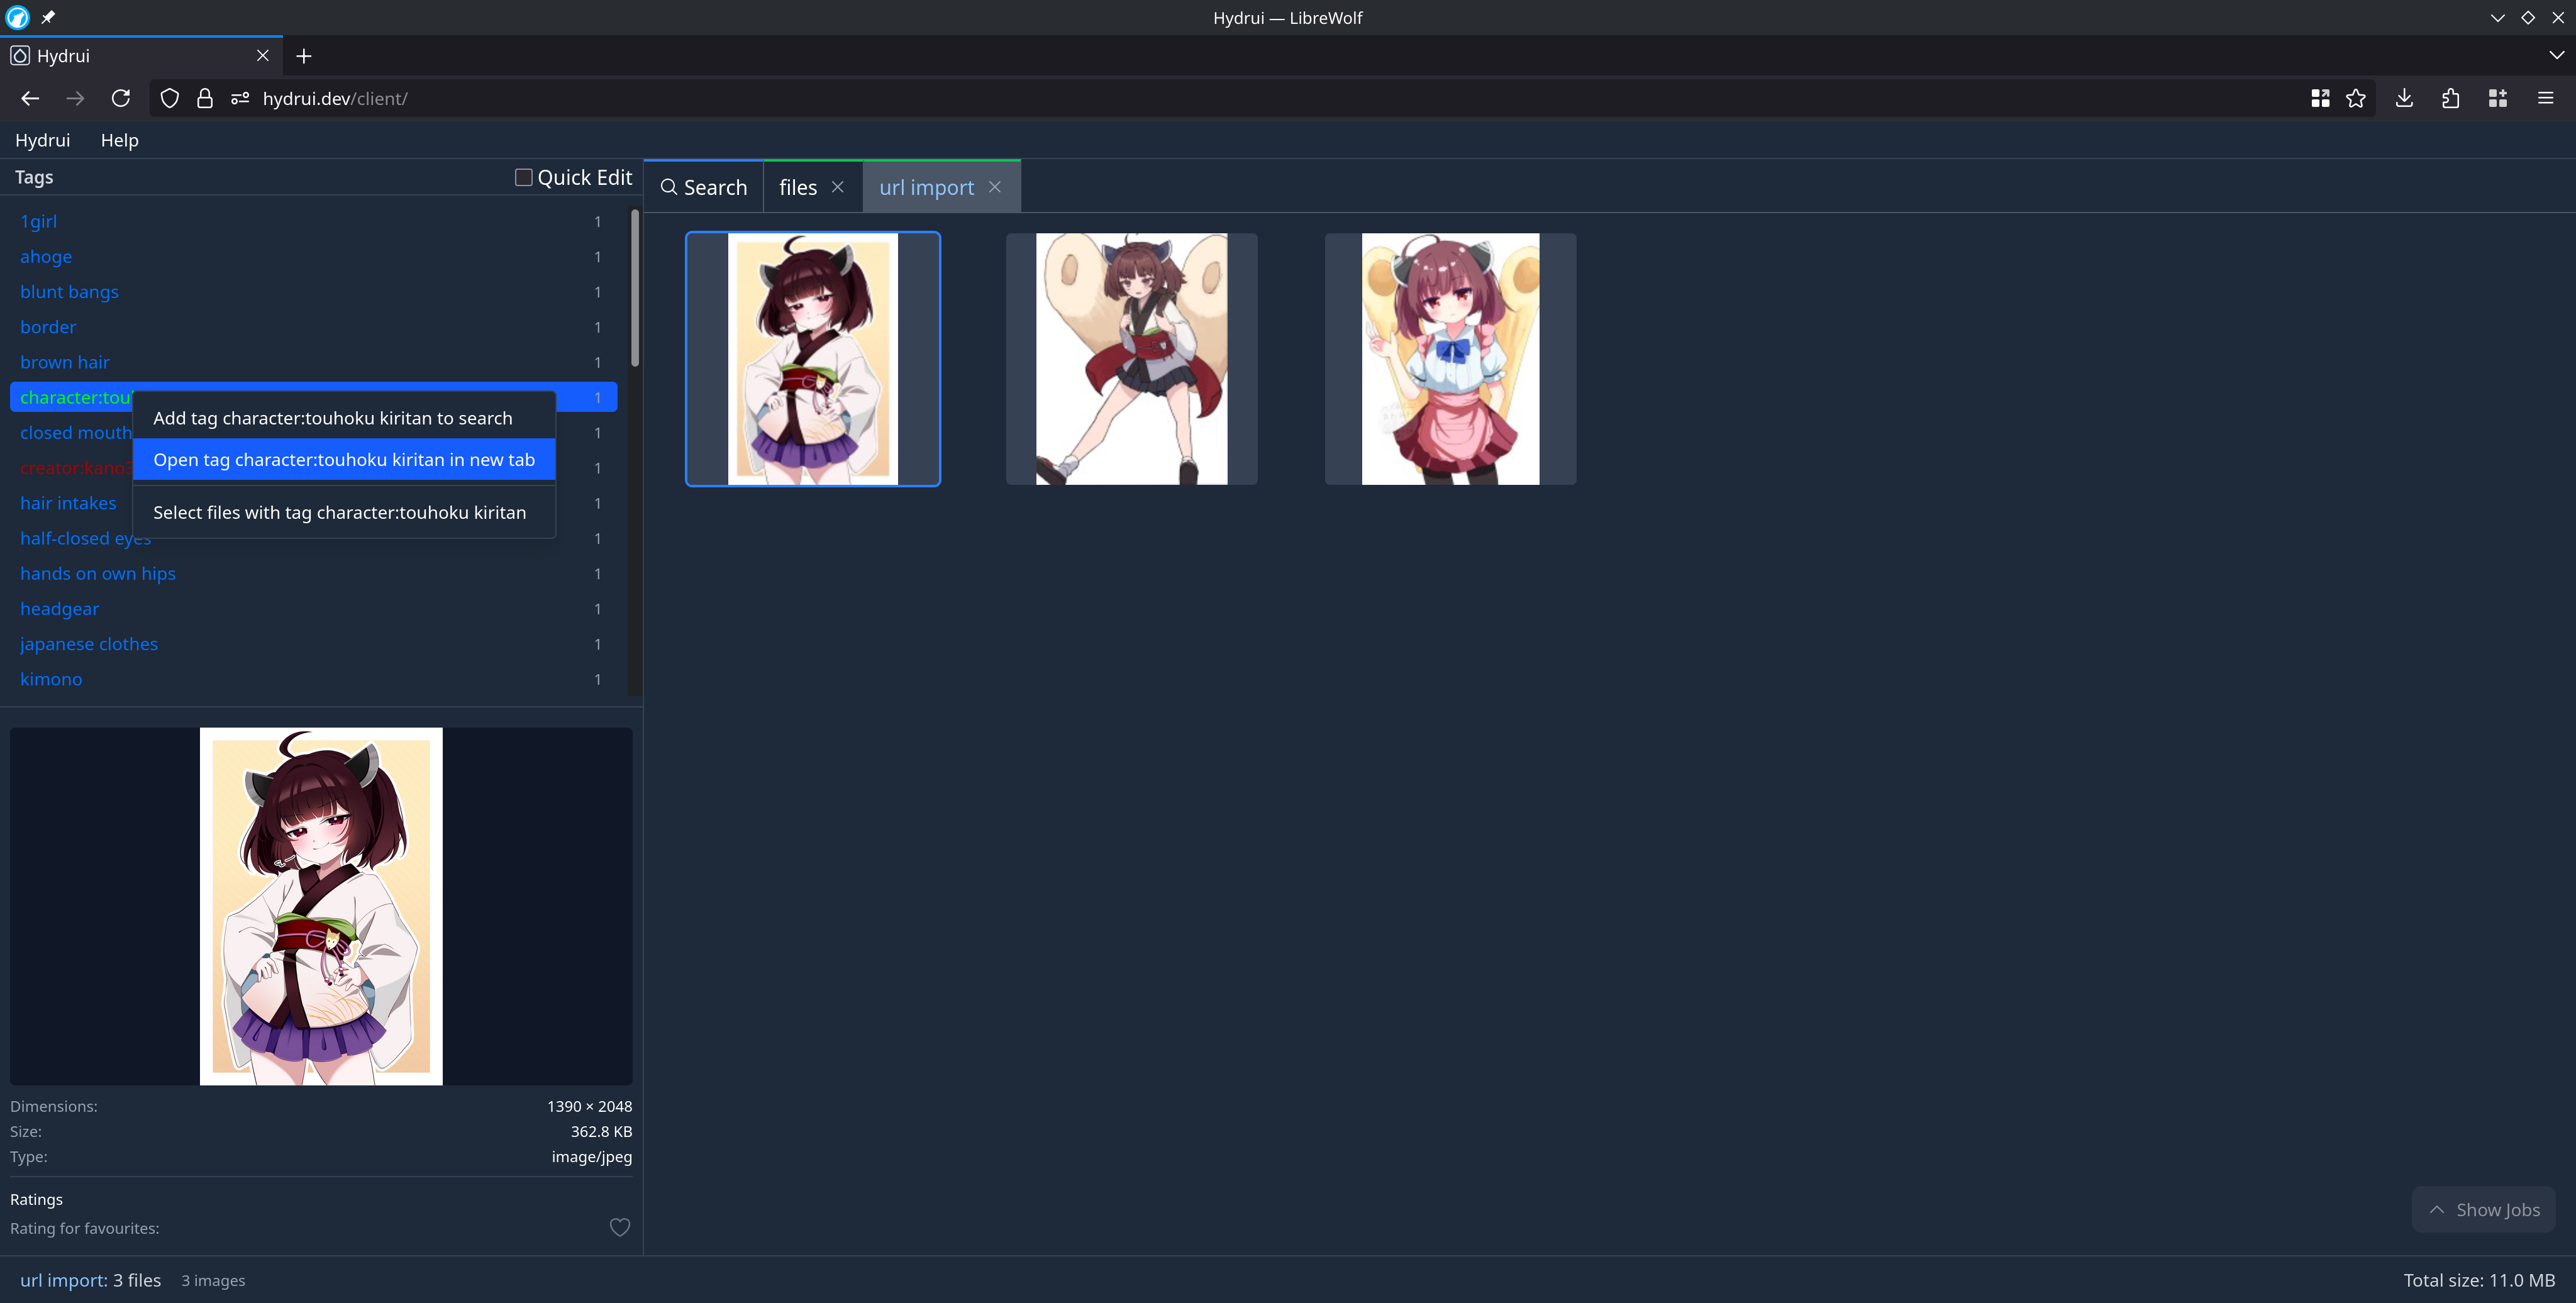 Hydrui — LibreWolf
Hydrui
hydrui.dev/client/
Hydrui Help
Tags Quick Edit
Search files url import
1girl 1
ahoge 1
blunt bangs 1
border 1
brown hair 1
character:tou 1
Add tag character:touhoku kiritan to search
closed mouth 1
Open tag character:touhoku kiritan in new tab
creator:kano 1
hair intakes 1
Select files with tag character:touhoku kiritan
half-closed eyes 1
hands on own hips 1
headgear 1
japanese clothes 1
kimono 1
Dimensions: 1390 × 2048
Size: 362.8 KB
Type: image/jpeg
Ratings
Rating for favourites:
Show Jobs
url import: 3 files 3 images Total size: 11.0 MB